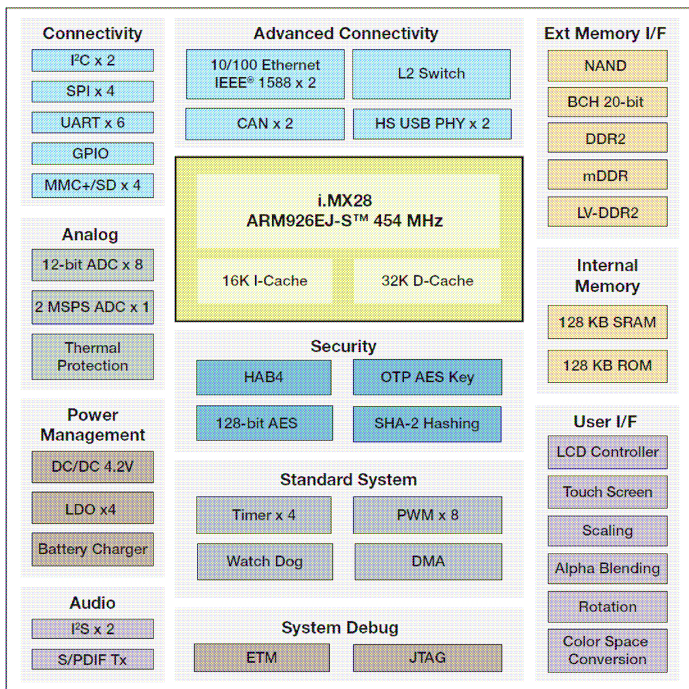 Connectivity
I²C x 2
SPI x 4
UART x 6
GPIO
MMC+/SD x 4
Analog
12-bit ADC x 8
2 MSPS ADC x 1
Thermal
Protection
Power
Management
DC/DC 4.2V
LDO x4
Battery Charger
Audio
I²S x 2
S/PDIF Tx
Advanced Connectivity
10/100 Ethernet
IEEE® 1588 x 2
L2 Switch
CAN x 2
HS USB PHY x 2
i.MX28
ARM926EJ-S™ 454 MHz
16K I-Cache
32K D-Cache
Security
HAB4
OTP AES Key
128-bit AES
SHA-2 Hashing
Standard System
Timer x 4
PWM x 8
Watch Dog
DMA
System Debug
ETM
JTAG
Ext Memory I/F
NAND
BCH 20-bit
DDR2
mDDR
LV-DDR2
Internal
Memory
128 KB SRAM
128 KB ROM
User I/F
LCD Controller
Touch Screen
Scaling
Alpha Blending
Rotation
Color Space
Conversion